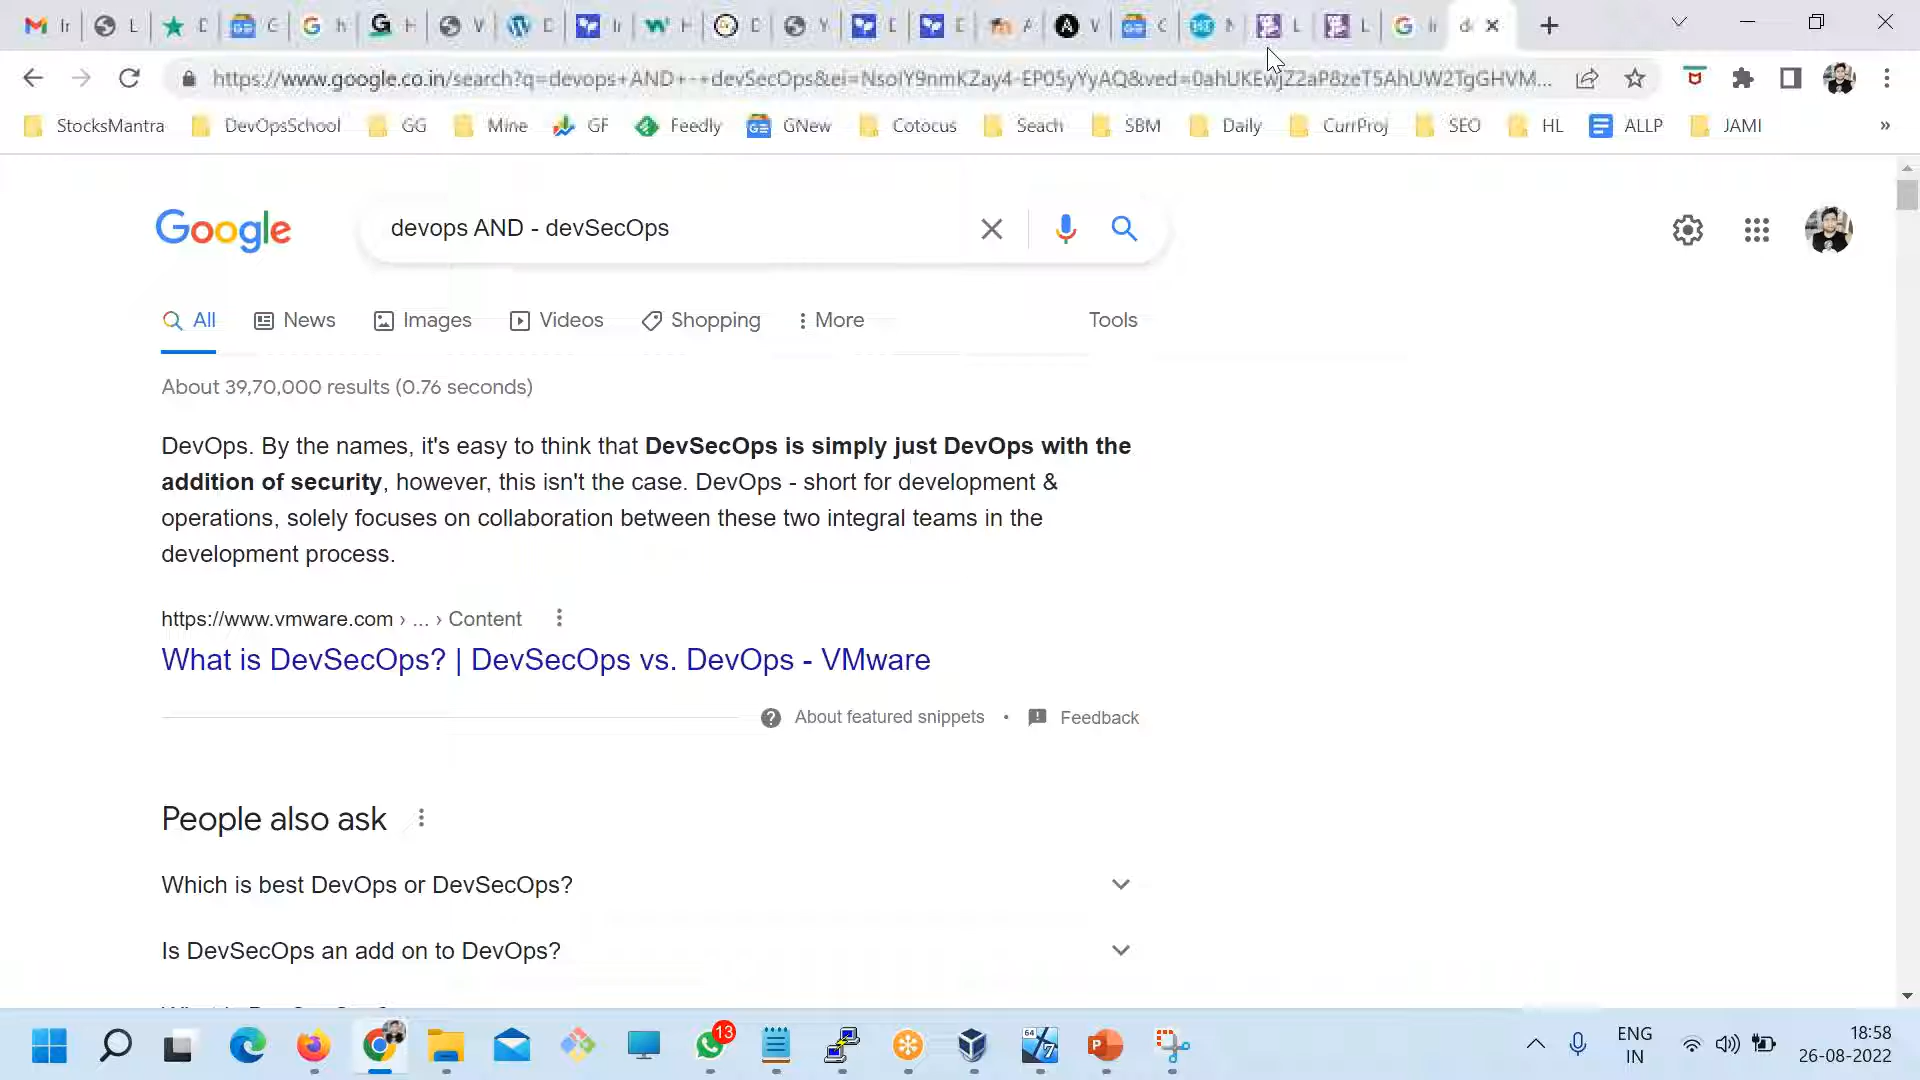 https://www.google.co.in/search?q=devops+AND+-+devSecOps&ei=NsoIY9nmKZay4-EP05yYyAQ&ved=0ahUKEwjZ2aP8zeT5AhUW2TgGHVM...
StocksMantra DevOpsSchool GG Mine GF Feedly GNew Cotocus Seach SBM Daily CurrProj SEO HL ALLP JAMI »
Google devops AND - devSecOps
All News Images Videos Shopping More Tools
About 39,70,000 results (0.76 seconds)
DevOps. By the names, it's easy to think that DevSecOps is simply just DevOps with the
addition of security, however, this isn't the case. DevOps - short for development &
operations, solely focuses on collaboration between these two integral teams in the
development process.
https://www.vmware.com › ... › Content
What is DevSecOps? | DevSecOps vs. DevOps - VMware
About featured snippets • Feedback
People also ask
Which is best DevOps or DevSecOps?
Is DevSecOps an add on to DevOps?
13
64
ENG
IN
18:58
26-08-2022